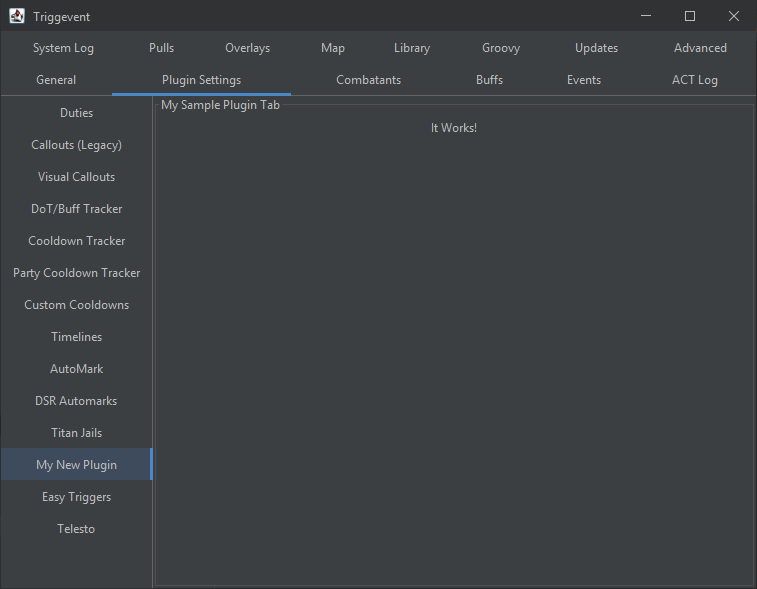 Triggevent
System Log Pulls Overlays Map Library Groovy Updates Advanced
General Plugin Settings Combatants Buffs Events ACT Log
Duties
Callouts (Legacy)
Visual Callouts
DoT/Buff Tracker
Cooldown Tracker
Party Cooldown Tracker
Custom Cooldowns
Timelines
AutoMark
DSR Automarks
Titan Jails
My New Plugin
Easy Triggers
Telesto
My Sample Plugin Tab
It Works!